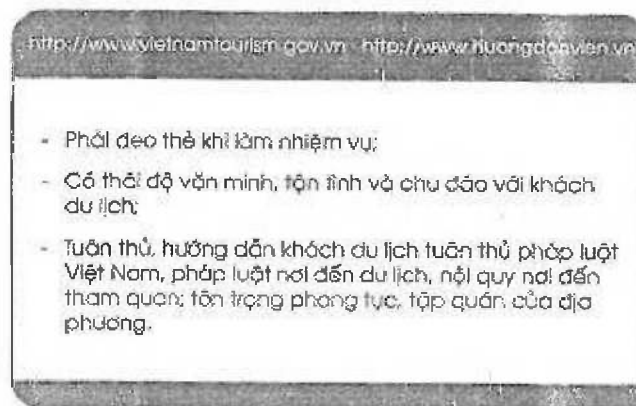 http://www.vietnamtourism.gov.vn - http://www.huongdanvien.vn
- Phải đeo thẻ khi làm nhiệm vụ;
- Có thái độ văn minh, tận tình và chu đáo với khách
du lịch;
- Tuân thủ, hướng dẫn khách du lịch tuân thủ pháp luật
Việt Nam, pháp luật nơi đến du lịch, nội quy nơi đến
tham quan; tôn trọng phong tục, tập quán của địa
phương.